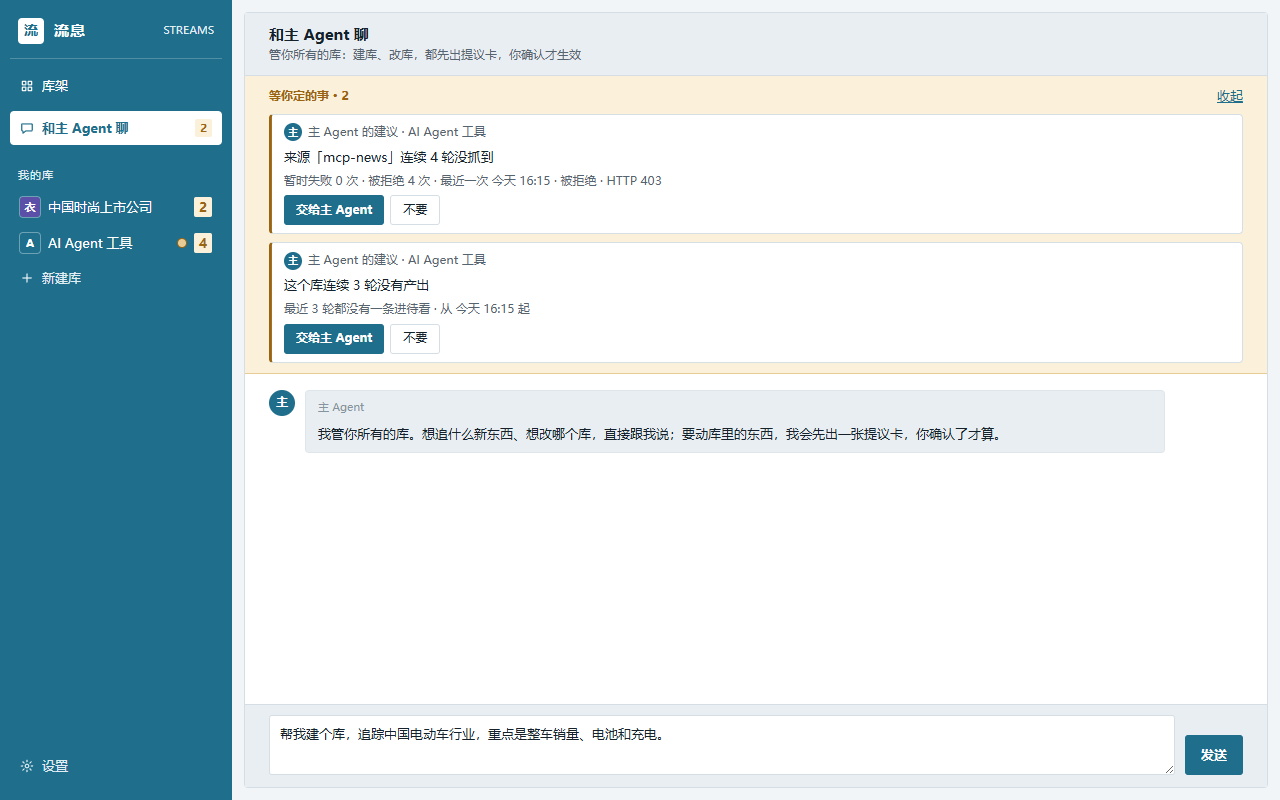 流 流息 STREAMS
库架
和主 Agent 聊 2
我的库
衣 中国时尚上市公司 2
A AI Agent 工具 4
新建库
设置
和主 Agent 聊
管你所有的库：建库、改库，都先出提议卡，你确认才生效
等你定的事 · 2 收起
主 主 Agent 的建议 · AI Agent 工具
来源「mcp-news」连续 4 轮没抓到
暂时失败 0 次 · 被拒绝 4 次 · 最近一次 今天 16:15 · 被拒绝 · HTTP 403
交给主 Agent 不要
主 主 Agent 的建议 · AI Agent 工具
这个库连续 3 轮没有产出
最近 3 轮都没有一条进待看 · 从 今天 16:15 起
交给主 Agent 不要
主 主 Agent
我管你所有的库。想追什么新东西、想改哪个库，直接跟我说；要动库里的东西，我会先出一张提议卡，你确认了才算。
帮我建个库，追踪中国电动车行业，重点是整车销量、电池和充电。
发送